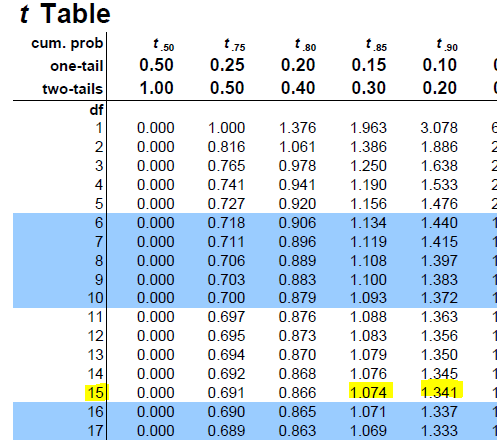 t Table
cum. prob t .50 t .75 t .80 t .85 t .90
one-tail 0.50 0.25 0.20 0.15 0.10
two-tails 1.00 0.50 0.40 0.30 0.20
df
1 0.000 1.000 1.376 1.963 3.078
2 0.000 0.816 1.061 1.386 1.886
3 0.000 0.765 0.978 1.250 1.638
4 0.000 0.741 0.941 1.190 1.533
5 0.000 0.727 0.920 1.156 1.476
6 0.000 0.718 0.906 1.134 1.440
7 0.000 0.711 0.896 1.119 1.415
8 0.000 0.706 0.889 1.108 1.397
9 0.000 0.703 0.883 1.100 1.383
10 0.000 0.700 0.879 1.093 1.372
11 0.000 0.697 0.876 1.088 1.363
12 0.000 0.695 0.873 1.083 1.356
13 0.000 0.694 0.870 1.079 1.350
14 0.000 0.692 0.868 1.076 1.345
15 0.000 0.691 0.866 1.074 1.341
16 0.000 0.690 0.865 1.071 1.337
17 0.000 0.689 0.863 1.069 1.333